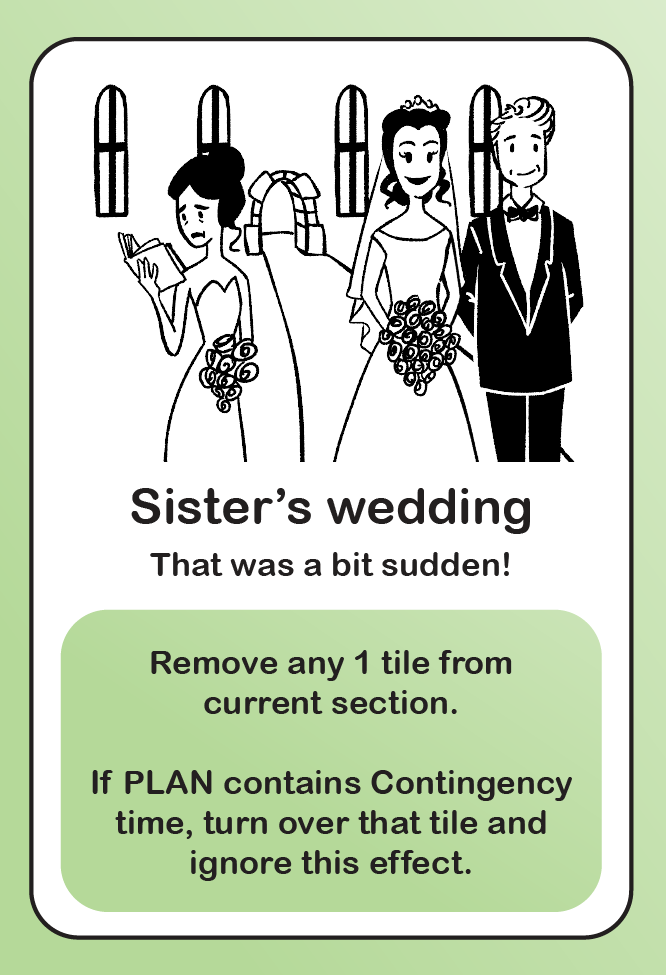 Sister’s wedding
That was a bit sudden!
Remove any 1 tile from
current section.
If PLAN contains Contingency
time, turn over that tile and
ignore this effect.